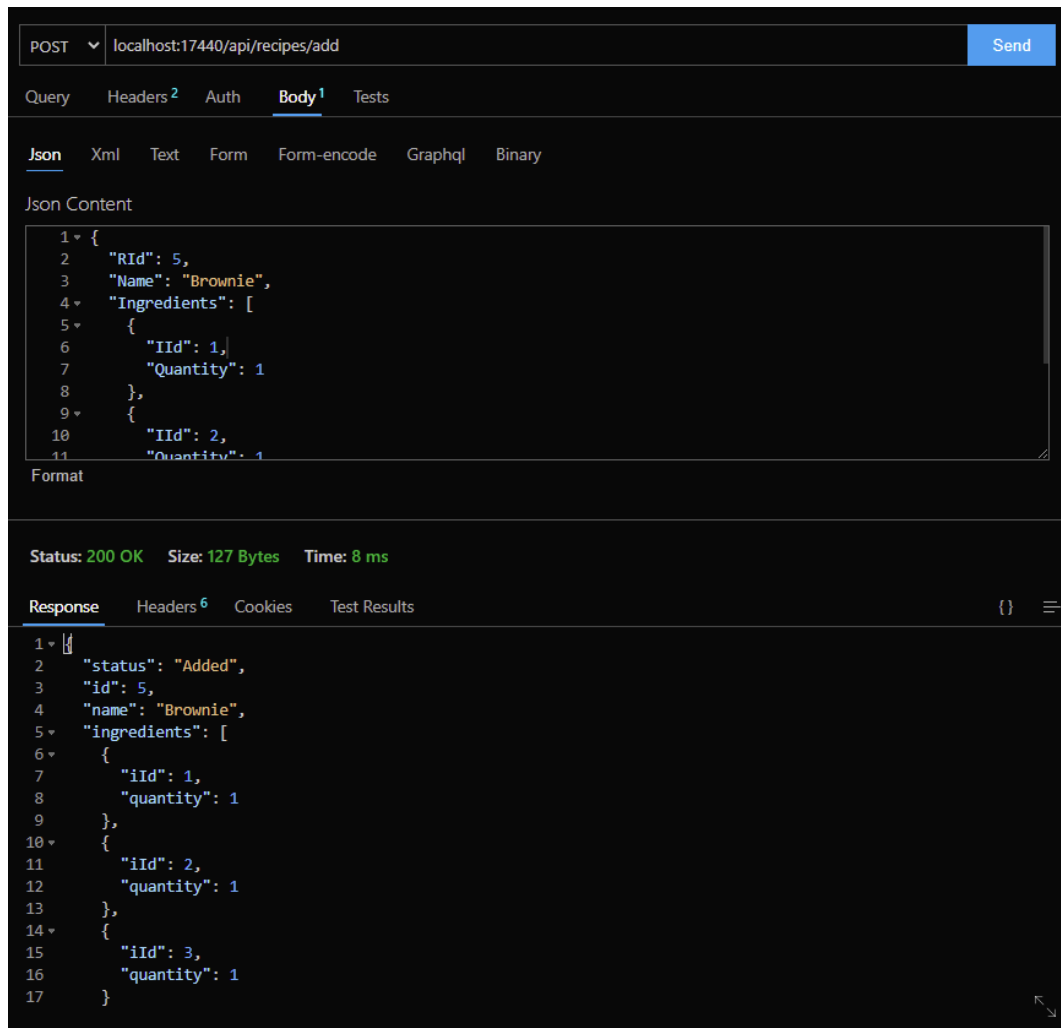 POST localhost:17440/api/recipes/add Send
Query Headers 2 Auth Body 1 Tests
Json Xml Text Form Form-encode Graphql Binary
Json Content
1 {
2 "RId": 5,
3 "Name": "Brownie",
4 "Ingredients": [
5 {
6 "IId": 1,
7 "Quantity": 1
8 },
9 {
10 "IId": 2,
11 "Quantity": 1
Format
Status: 200 OK Size: 127 Bytes Time: 8 ms
Response Headers 6 Cookies Test Results {}
1 {
2 "status": "Added",
3 "id": 5,
4 "name": "Brownie",
5 "ingredients": [
6 {
7 "iId": 1,
8 "quantity": 1
9 },
10 {
11 "iId": 2,
12 "quantity": 1
13 },
14 {
15 "iId": 3,
16 "quantity": 1
17 }